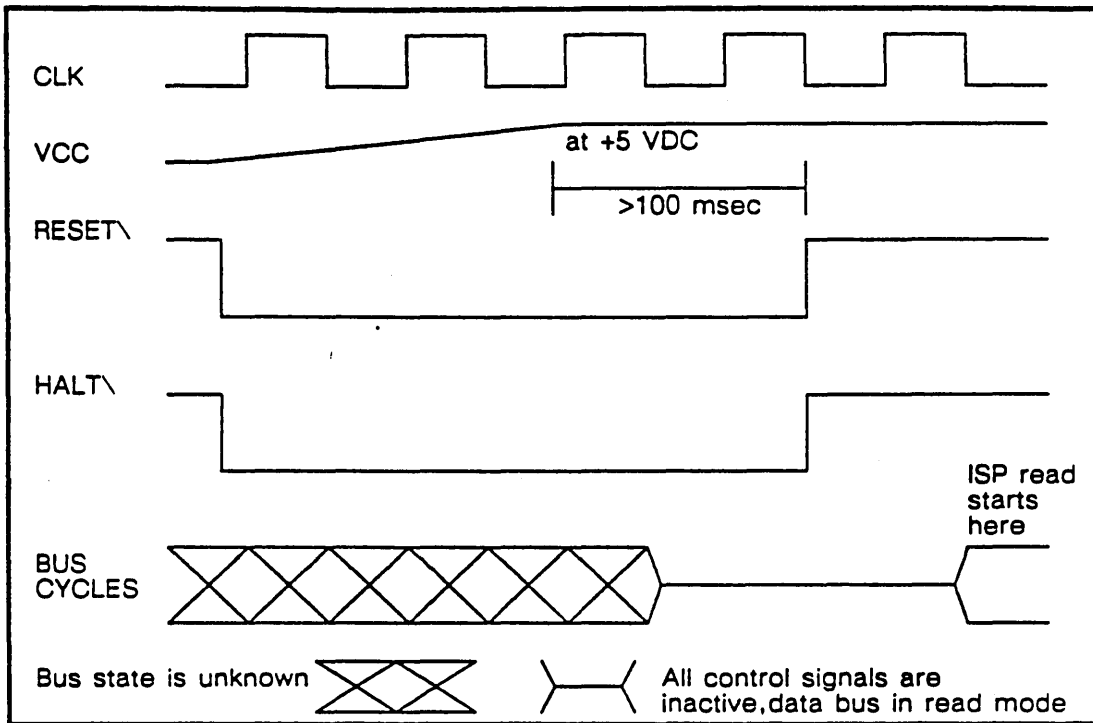 CLK
VCC
at +5 VDC
>100 msec
RESET\
HALT\
ISP read
starts
here
BUS
CYCLES
Bus state is unknown
All control signals are
inactive,data bus in read mode